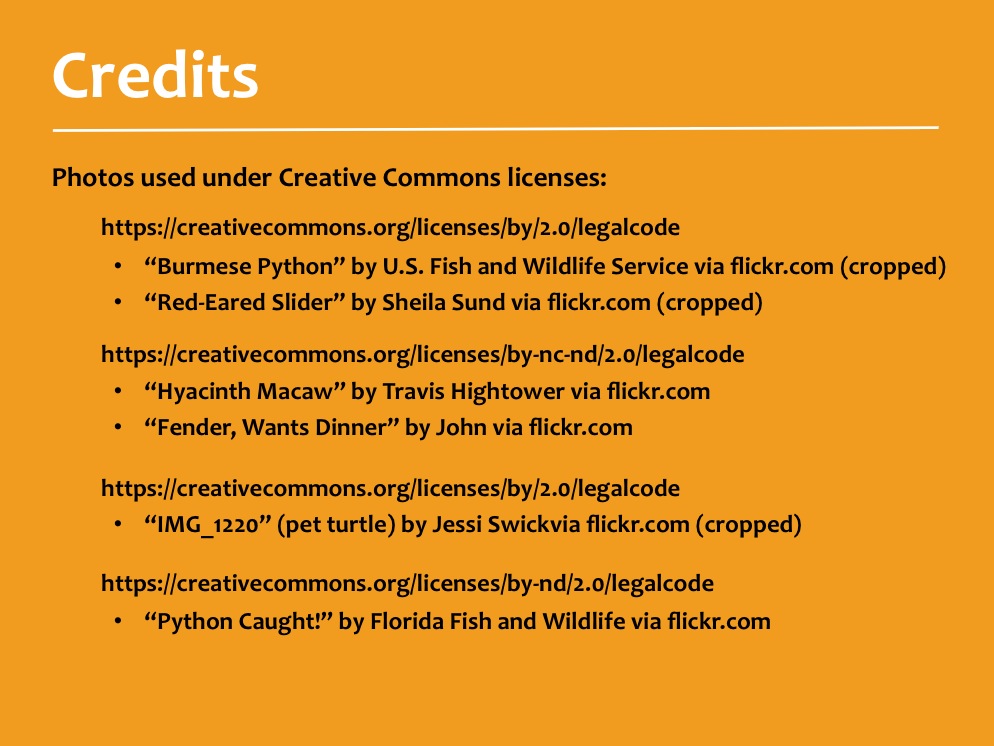 Credits
Photos used under Creative Commons licenses:
https://creativecommons.org/licenses/by/2.0/legalcode
• “Burmese Python” by U.S. Fish and Wildlife Service via flickr.com (cropped)
• “Red-Eared Slider” by Sheila Sund via flickr.com (cropped)
https://creativecommons.org/licenses/by-nc-nd/2.0/legalcode
• “Hyacinth Macaw” by Travis Hightower via flickr.com
• “Fender, Wants Dinner” by John via flickr.com
https://creativecommons.org/licenses/by/2.0/legalcode
• “IMG_1220” (pet turtle) by Jessi Swickvia flickr.com (cropped)
https://creativecommons.org/licenses/by-nd/2.0/legalcode
• “Python Caught!” by Florida Fish and Wildlife via flickr.com